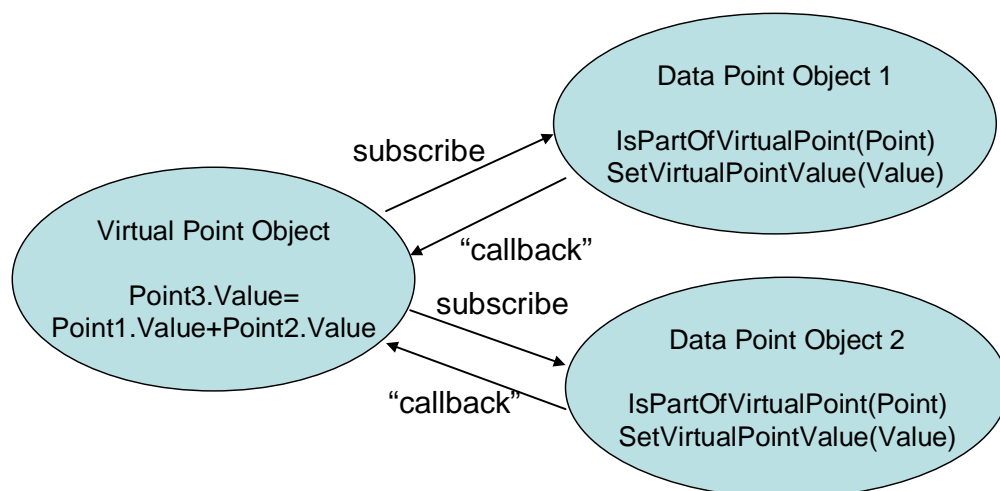 Data Point Object 1
IsPartOfVirtualPoint(Point)
SetVirtualPointValue(Value)
subscribe
“callback”
Virtual Point Object
Point3.Value=
Point1.Value+Point2.Value
subscribe
“callback”
Data Point Object 2
IsPartOfVirtualPoint(Point)
SetVirtualPointValue(Value)